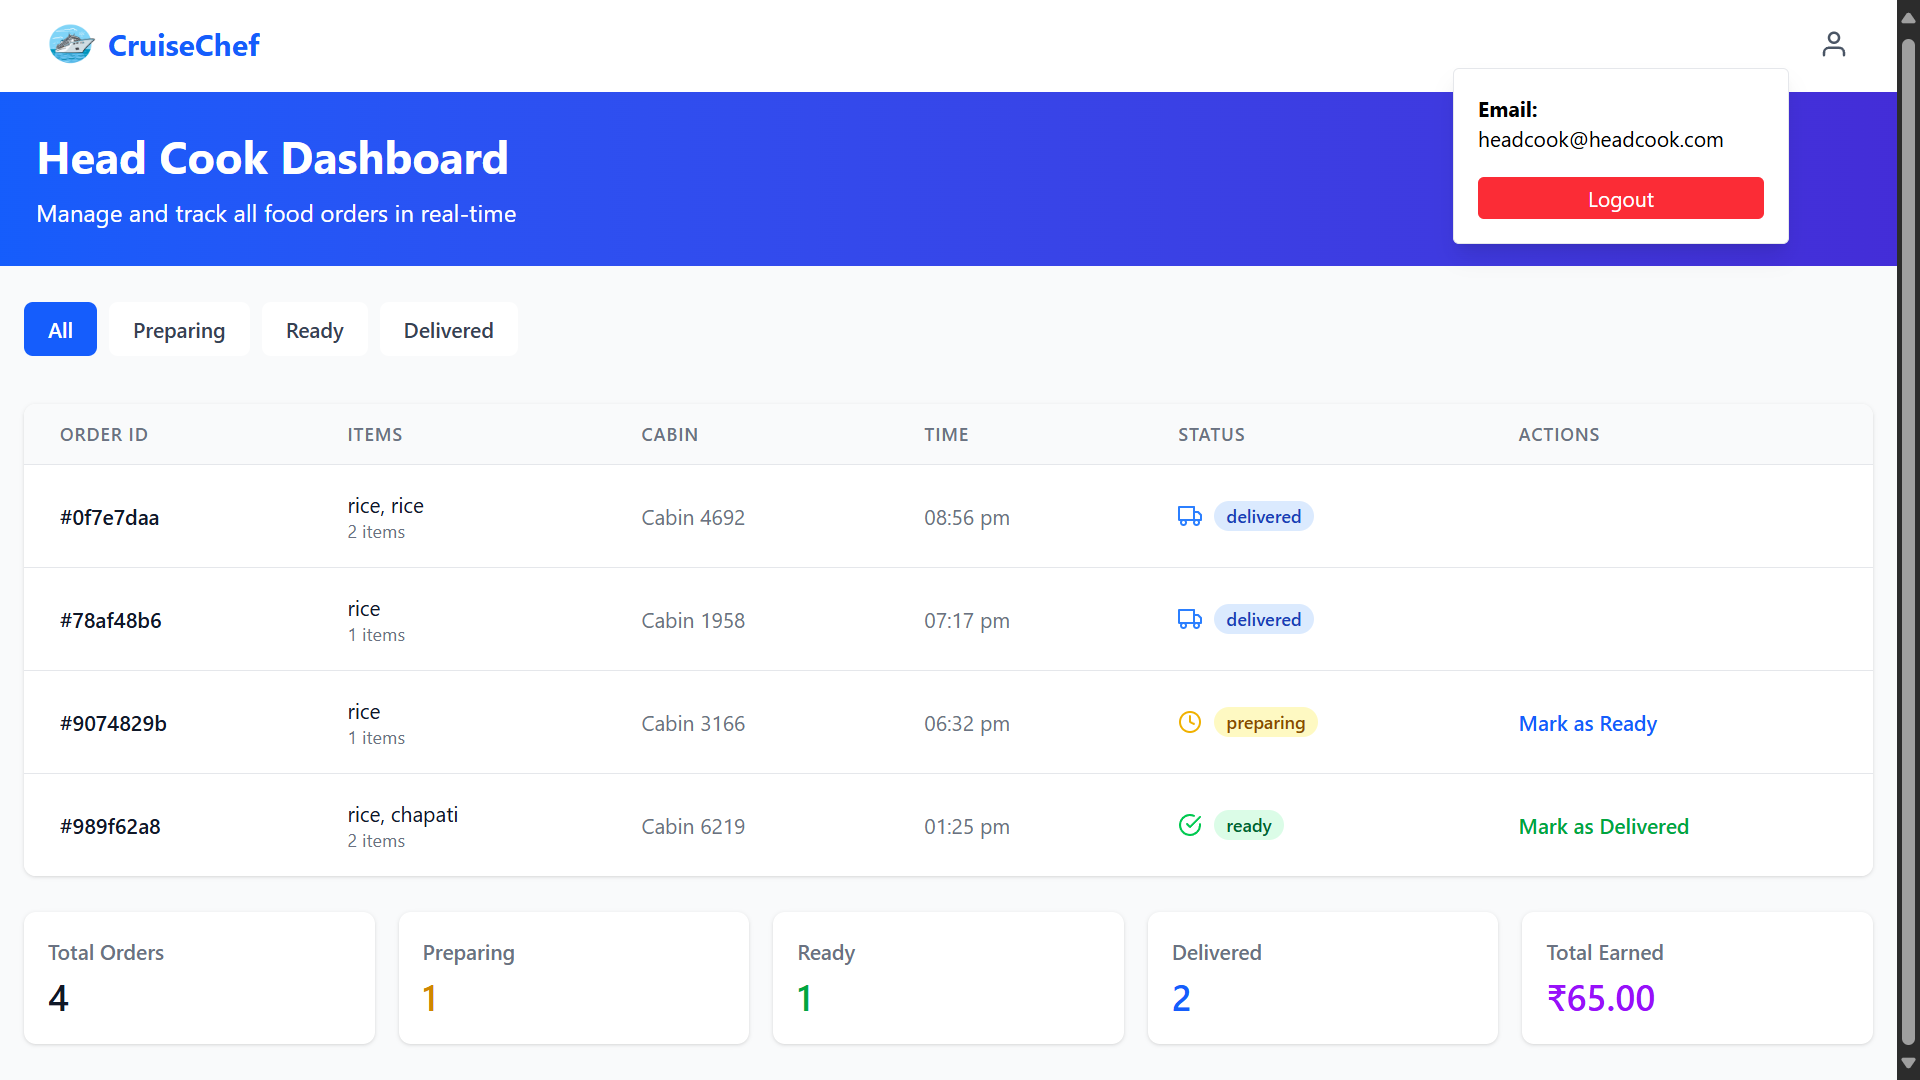 CruiseChef
Email:
headcook@headcook.com
Logout
Head Cook Dashboard
Manage and track all food orders in real-time
All Preparing Ready Delivered
ORDER ID ITEMS CABIN TIME STATUS ACTIONS
#0f7e7daa rice, rice Cabin 4692 08:56 pm delivered
2 items
#78af48b6 rice Cabin 1958 07:17 pm delivered
1 items
#9074829b rice Cabin 3166 06:32 pm preparing Mark as Ready
1 items
#989f62a8 rice, chapati Cabin 6219 01:25 pm ready Mark as Delivered
2 items
Total Orders Preparing Ready Delivered Total Earned
4 1 1 2 ₹65.00